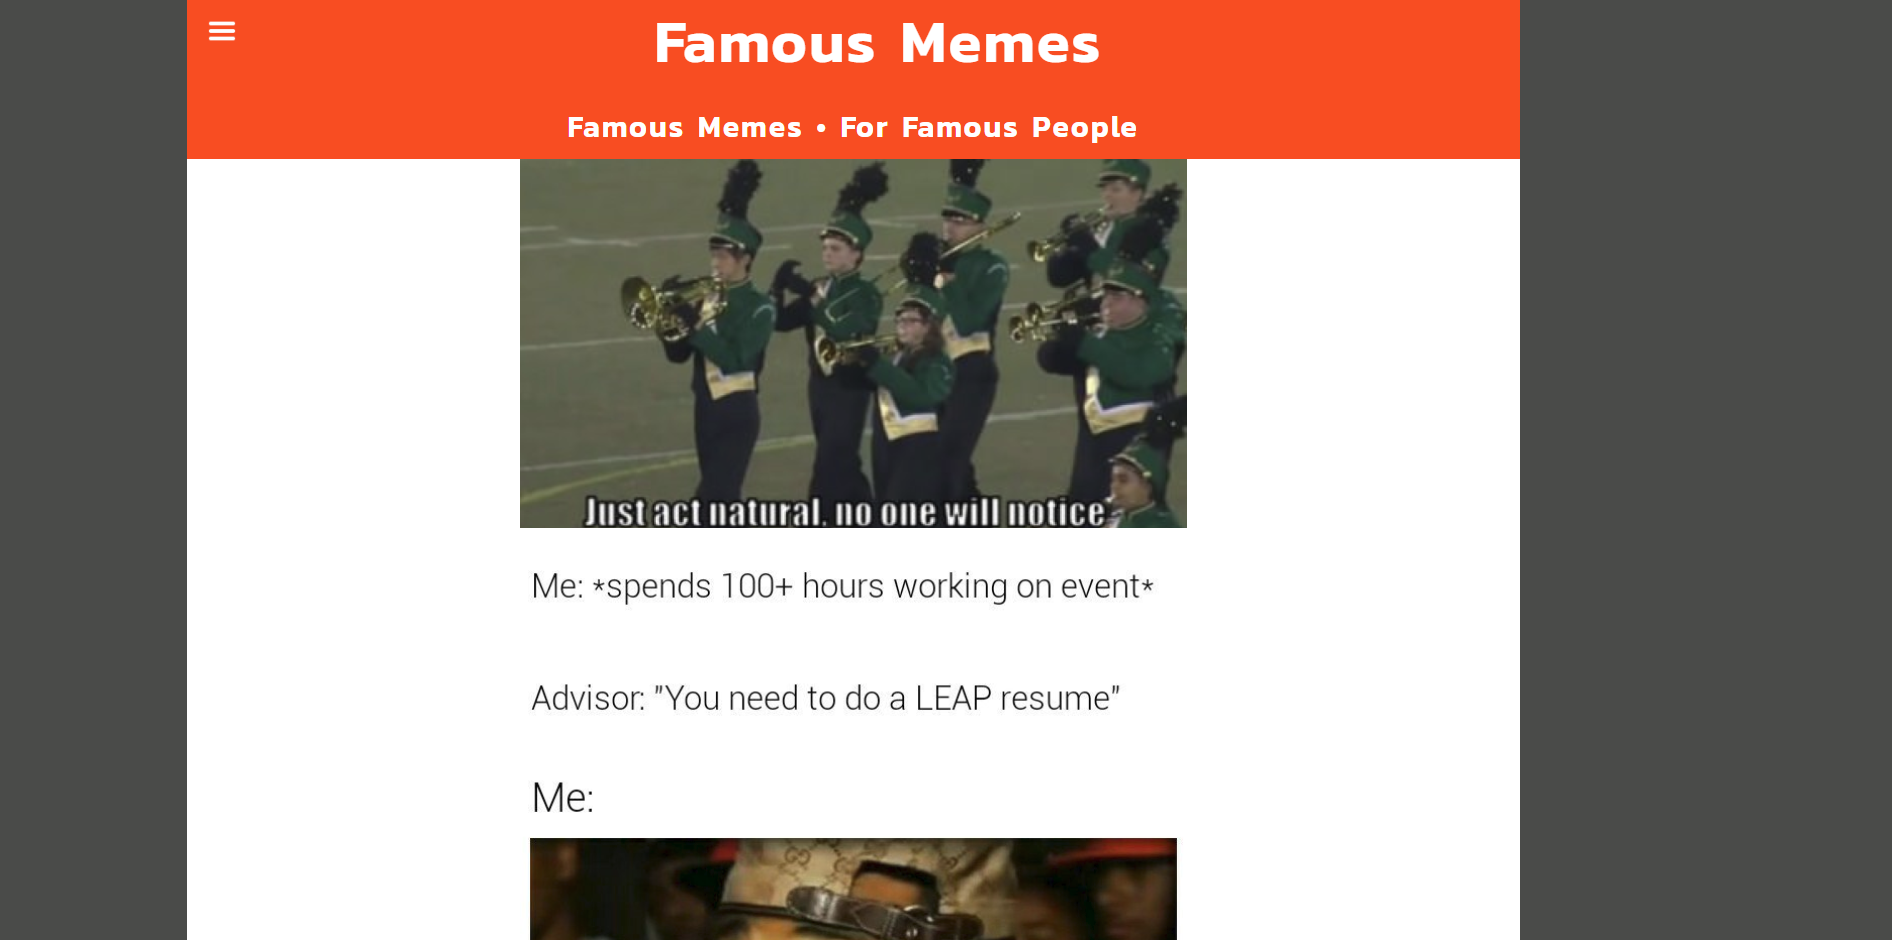 Famous Memes
Famous Memes • For Famous People
Just act natural, no one will notice
Me: *spends 100+ hours working on event*
Advisor: "You need to do a LEAP resume"
Me: